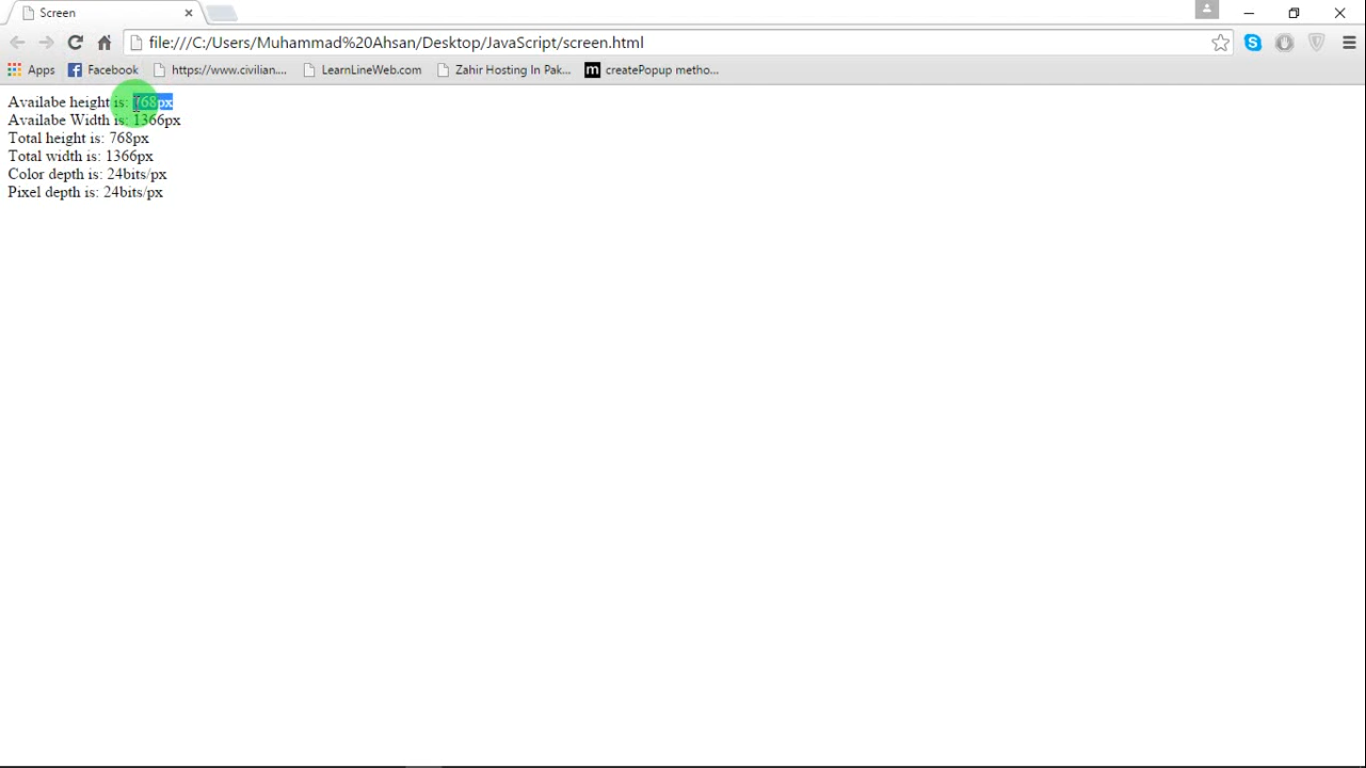 Screen
file:///C:/Users/Muhammad%20Ahsan/Desktop/JavaScript/screen.html
Apps Facebook https://www.civilian.... LearnLineWeb.com Zahir Hosting In Pak... m createPopup metho...
Availabe height is: 768px
Availabe Width is: 1366px
Total height is: 768px
Total width is: 1366px
Color depth is: 24bits/px
Pixel depth is: 24bits/px